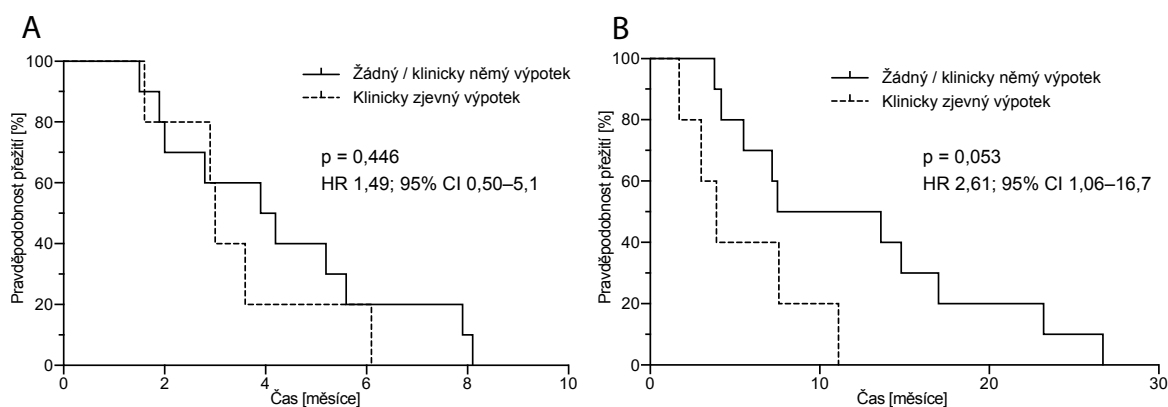 A
Pravděpodobnost přežití [%]
100
80
60
40
20
0
Žádný / klinicky němý výpotek
Klinicky zjevný výpotek
p = 0,446
HR 1,49; 95% CI 0,50–5,1
0 2 4 6 8 10
Čas [měsíce]
B
Pravděpodobnost přežití [%]
100
80
60
40
20
0
Žádný / klinicky němý výpotek
Klinicky zjevný výpotek
p = 0,053
HR 2,61; 95% CI 1,06–16,7
0 10 20 30
Čas [měsíce]